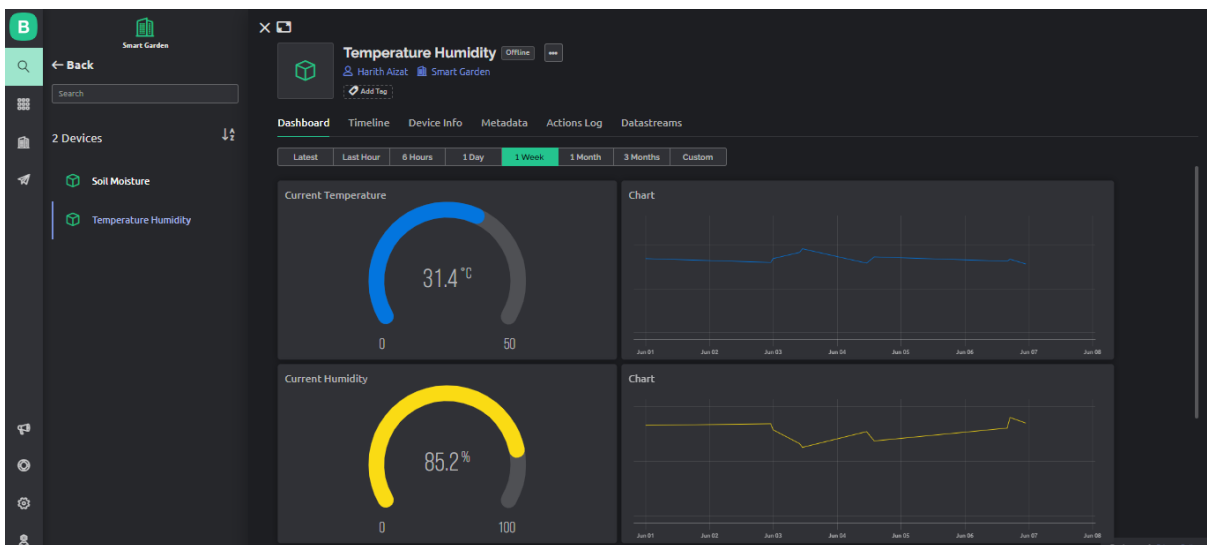 B
Smart Garden
← Back
Search
2 Devices
Soil Moisture
Temperature Humidity
Temperature Humidity Offline
Harith Aizat Smart Garden
Add Tag
Dashboard Timeline Device Info Metadata Actions Log Datastreams
Latest Last Hour 6 Hours 1 Day 1 Week 1 Month 3 Months Custom
Current Temperature
31.4 °C
0 50
Chart
Jun 01 Jun 02 Jun 03 Jun 04 Jun 05 Jun 06 Jun 07 Jun 08
Current Humidity
85.2 %
0 100
Chart
Jun 01 Jun 02 Jun 03 Jun 04 Jun 05 Jun 06 Jun 07 Jun 08